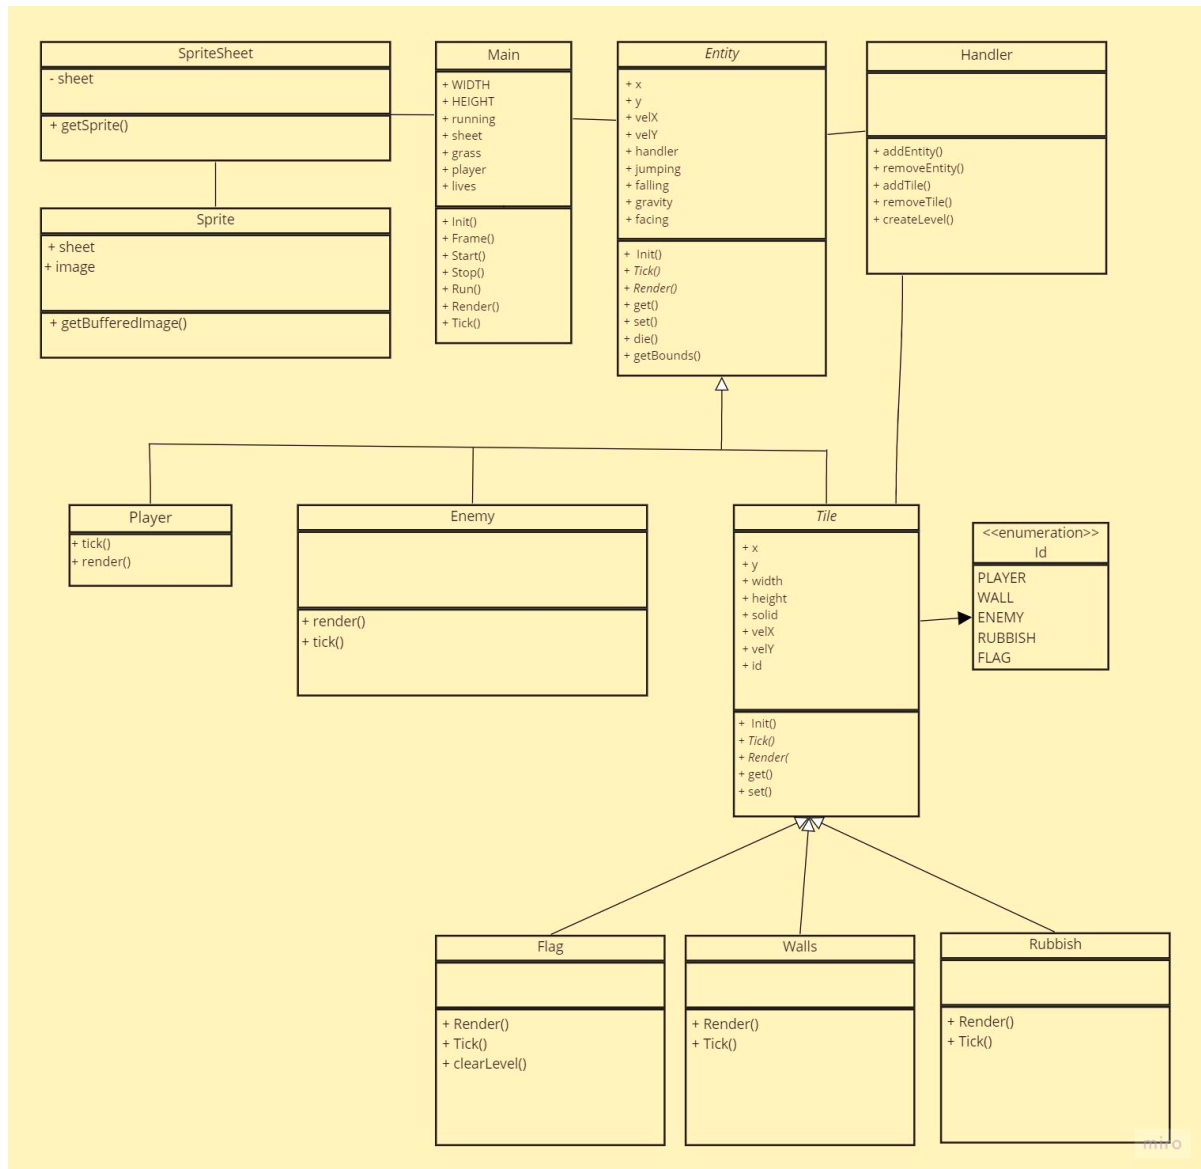 SpriteSheet
- sheet
+ getSprite()
Sprite
+ sheet
+ image
+ getBufferedImage()
Main
+ WIDTH
+ HEIGHT
+ running
+ sheet
+ grass
+ player
+ lives
+ Init()
+ Frame()
+ Start()
+ Stop()
+ Run()
+ Render()
+ Tick()
Entity
+ x
+ y
+ velX
+ velY
+ handler
+ jumping
+ falling
+ gravity
+ facing
+ Init()
+ Tick()
+ Render()
+ get()
+ set()
+ die()
+ getBounds()
Handler
+ addEntity()
+ removeEntity()
+ addTile()
+ removeTile()
+ createLevel()
Player
+ tick()
+ render()
Enemy
+ render()
+ tick()
Tile
+ x
+ y
+ width
+ height
+ solid
+ velX
+ velY
+ id
+ Init()
+ Tick()
+ Render(
+ get()
+ set()
<<enumeration>>
Id
PLAYER
WALL
ENEMY
RUBBISH
FLAG
Flag
+ Render()
+ Tick()
+ clearLevel()
Walls
+ Render()
+ Tick()
Rubbish
+ Render()
+ Tick()
miro